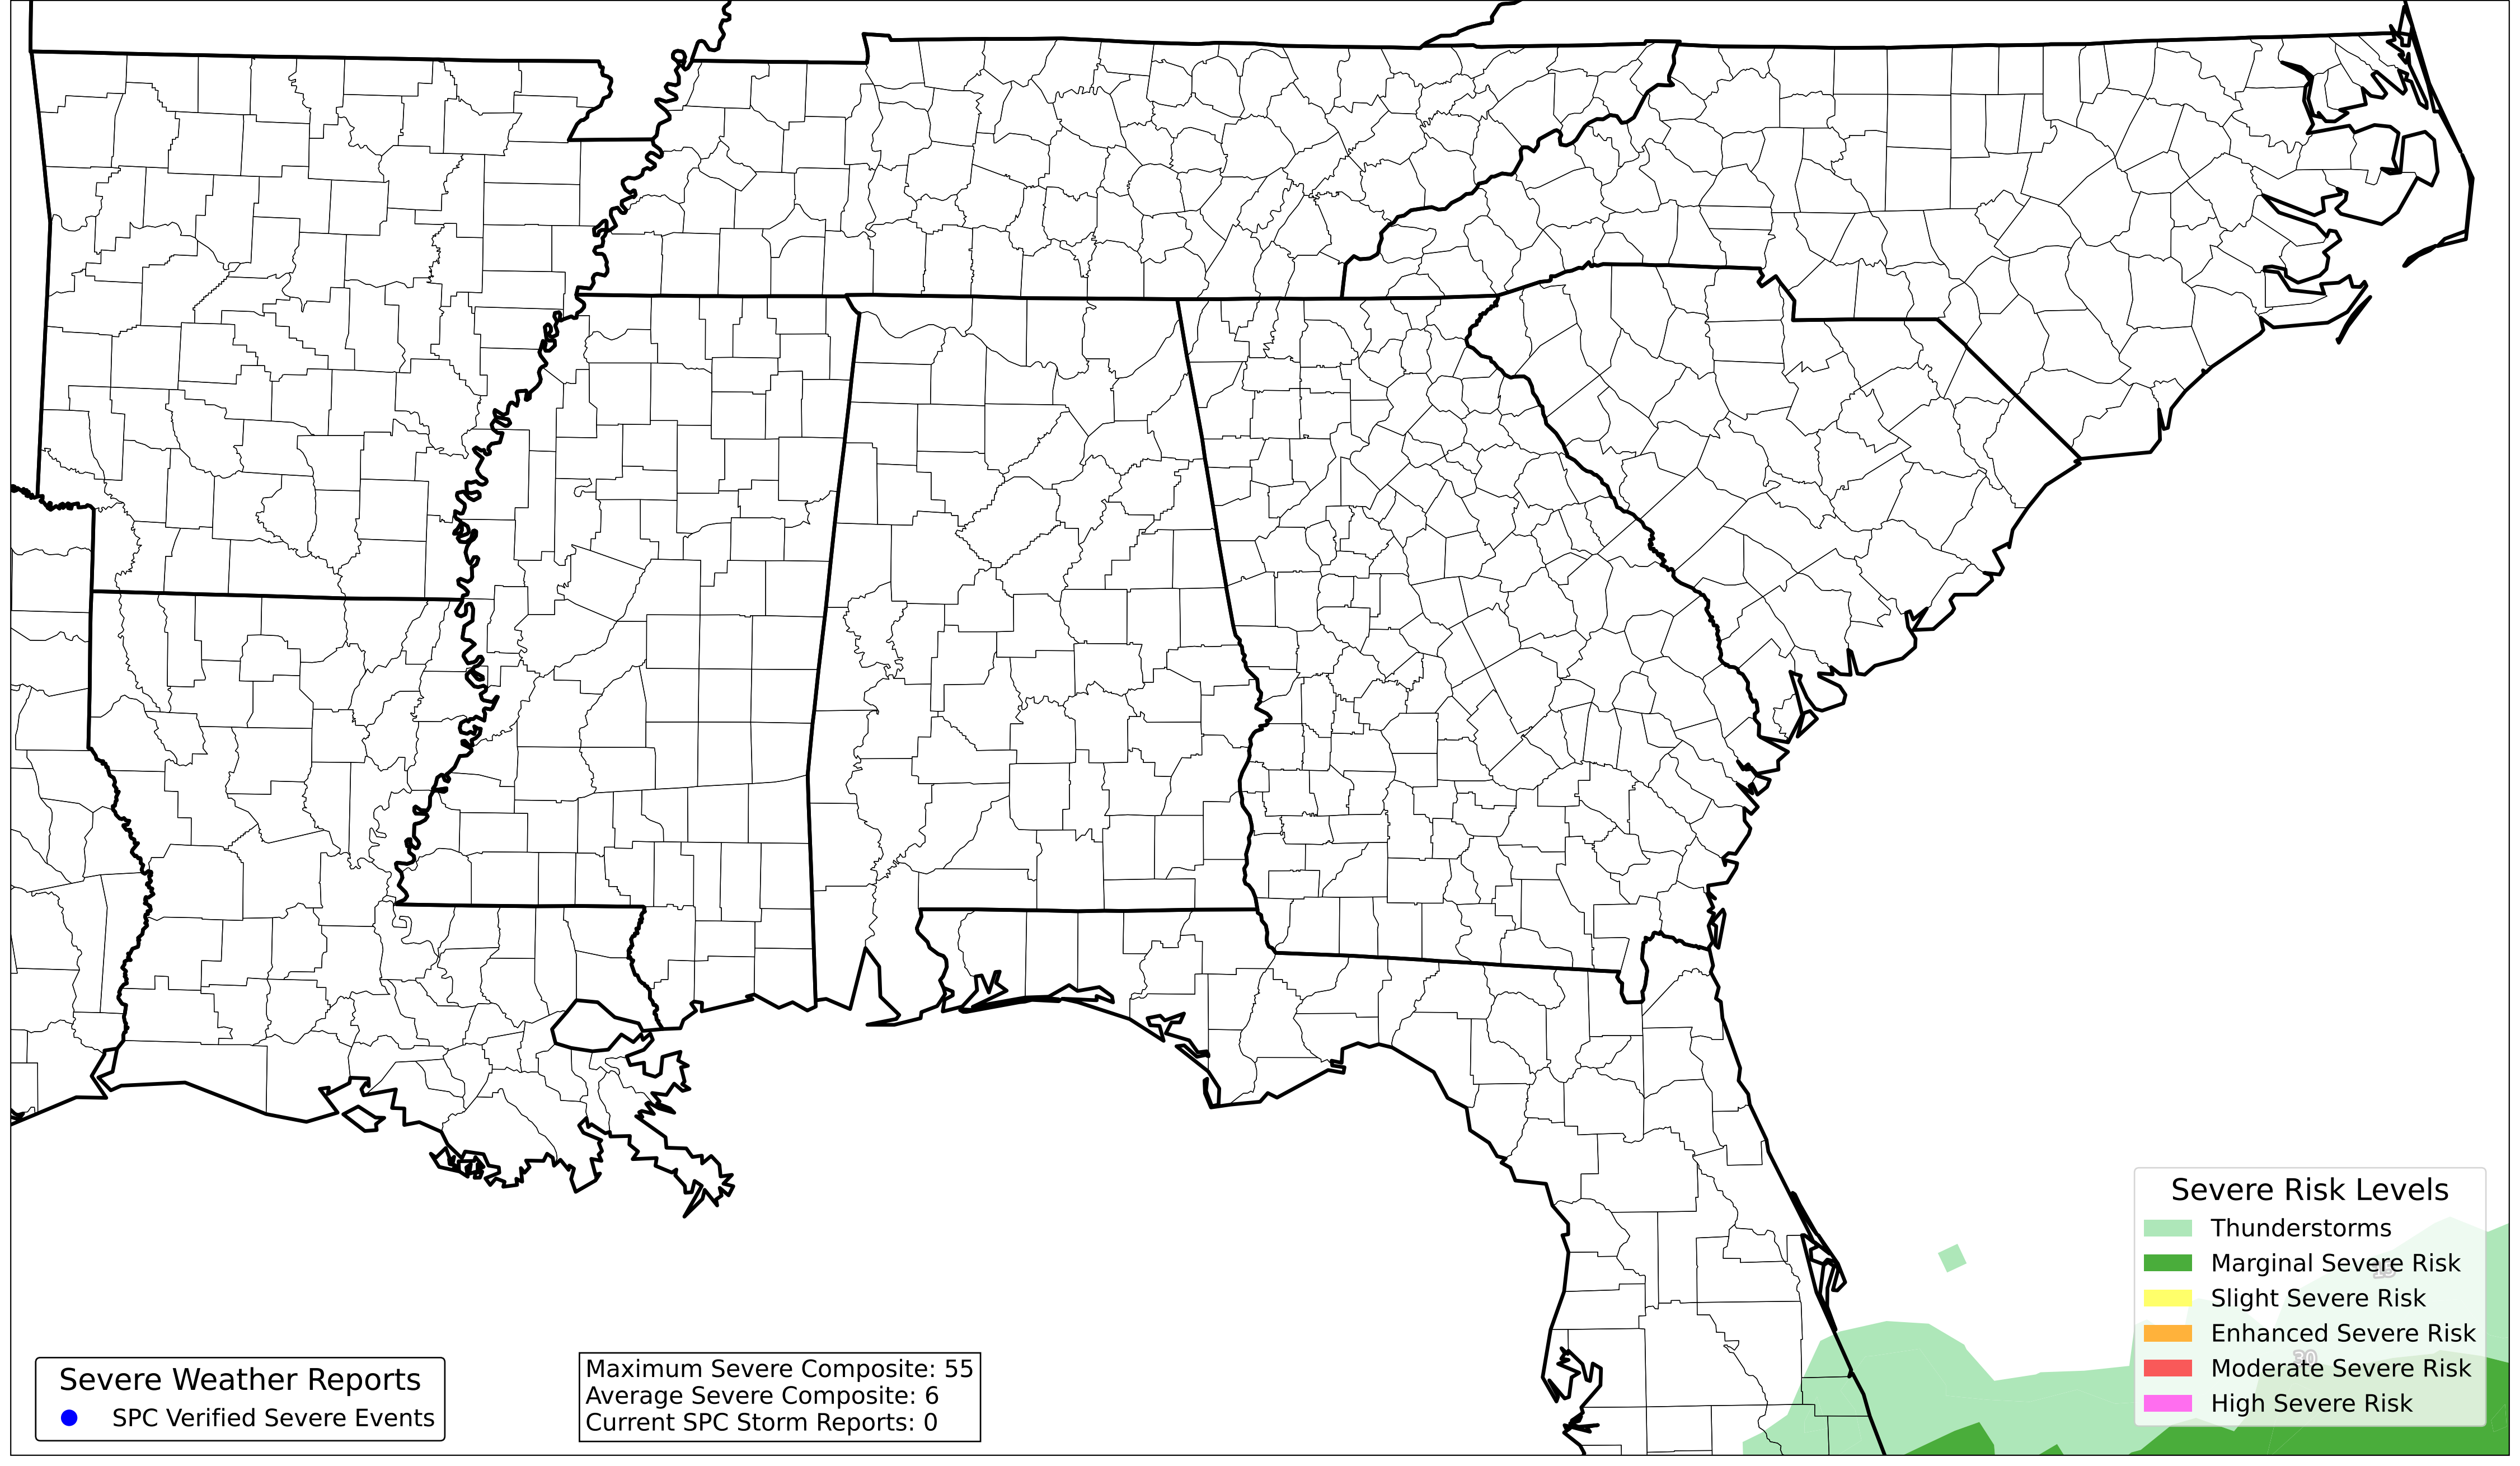 Severe Risk Levels
Thunderstorms
Marginal Severe Risk
Slight Severe Risk
Enhanced Severe Risk
Moderate Severe Risk
High Severe Risk
15
30
Severe Weather Reports
SPC Verified Severe Events
Maximum Severe Composite: 55
Average Severe Composite: 6
Current SPC Storm Reports: 0